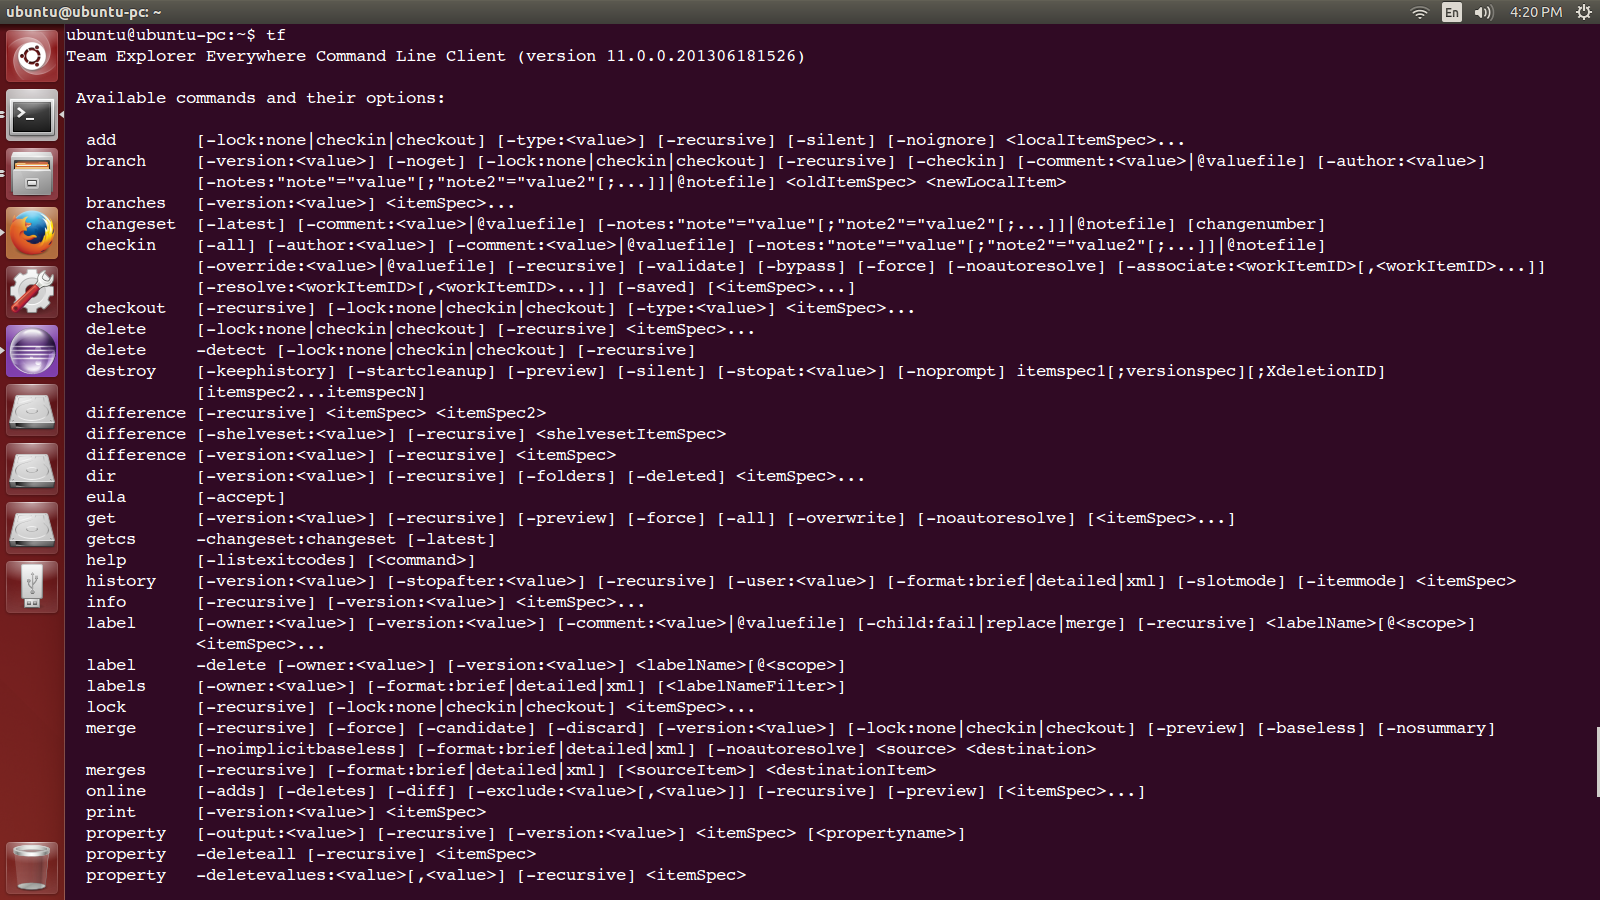 ubuntu@ubuntu-pc: ~
En
4:20 PM
ubuntu@ubuntu-pc:~$ tf
Team Explorer Everywhere Command Line Client (version 11.0.0.201306181526)
Available commands and their options:
add [-lock:none|checkin|checkout] [-type:<value>] [-recursive] [-silent] [-noignore] <localItemSpec>...
branch [-version:<value>] [-noget] [-lock:none|checkin|checkout] [-recursive] [-checkin] [-comment:<value>|@valuefile] [-author:<value>]
[-notes:"note"="value"[;"note2"="value2"[;...]]|@notefile] <oldItemSpec> <newLocalItem>
branches [-version:<value>] <itemSpec>...
changeset [-latest] [-comment:<value>|@valuefile] [-notes:"note"="value"[;"note2"="value2"[;...]]|@notefile] [changenumber]
checkin [-all] [-author:<value>] [-comment:<value>|@valuefile] [-notes:"note"="value"[;"note2"="value2"[;...]]|@notefile]
[-override:<value>|@valuefile] [-recursive] [-validate] [-bypass] [-force] [-noautoresolve] [-associate:<workItemID>[,<workItemID>...]]
[-resolve:<workItemID>[,<workItemID>...]] [-saved] [<itemSpec>...]
checkout [-recursive] [-lock:none|checkin|checkout] [-type:<value>] <itemSpec>...
delete [-lock:none|checkin|checkout] [-recursive] <itemSpec>...
delete -detect [-lock:none|checkin|checkout] [-recursive]
destroy [-keephistory] [-startcleanup] [-preview] [-silent] [-stopat:<value>] [-noprompt] itemspec1[;versionspec][;XdeletionID]
[itemspec2...itemspecN]
difference [-recursive] <itemSpec> <itemSpec2>
difference [-shelveset:<value>] [-recursive] <shelvesetItemSpec>
difference [-version:<value>] [-recursive] <itemSpec>
dir [-version:<value>] [-recursive] [-folders] [-deleted] <itemSpec>...
eula [-accept]
get [-version:<value>] [-recursive] [-preview] [-force] [-all] [-overwrite] [-noautoresolve] [<itemSpec>...]
getcs -changeset:changeset [-latest]
help [-listexitcodes] [<command>]
history [-version:<value>] [-stopafter:<value>] [-recursive] [-user:<value>] [-format:brief|detailed|xml] [-slotmode] [-itemmode] <itemSpec>
info [-recursive] [-version:<value>] <itemSpec>...
label [-owner:<value>] [-version:<value>] [-comment:<value>|@valuefile] [-child:fail|replace|merge] [-recursive] <labelName>[@<scope>]
<itemSpec>...
label -delete [-owner:<value>] [-version:<value>] <labelName>[@<scope>]
labels [-owner:<value>] [-format:brief|detailed|xml] [<labelNameFilter>]
lock [-recursive] [-lock:none|checkin|checkout] <itemSpec>...
merge [-recursive] [-force] [-candidate] [-discard] [-version:<value>] [-lock:none|checkin|checkout] [-preview] [-baseless] [-nosummary]
[-noimplicitbaseless] [-format:brief|detailed|xml] [-noautoresolve] <source> <destination>
merges [-recursive] [-format:brief|detailed|xml] [<sourceItem>] <destinationItem>
online [-adds] [-deletes] [-diff] [-exclude:<value>[,<value>]] [-recursive] [-preview] [<itemSpec>...]
print [-version:<value>] <itemSpec>
property [-output:<value>] [-recursive] [-version:<value>] <itemSpec> [<propertyname>]
property -deleteall [-recursive] <itemSpec>
property -deletevalues:<value>[,<value>] [-recursive] <itemSpec>